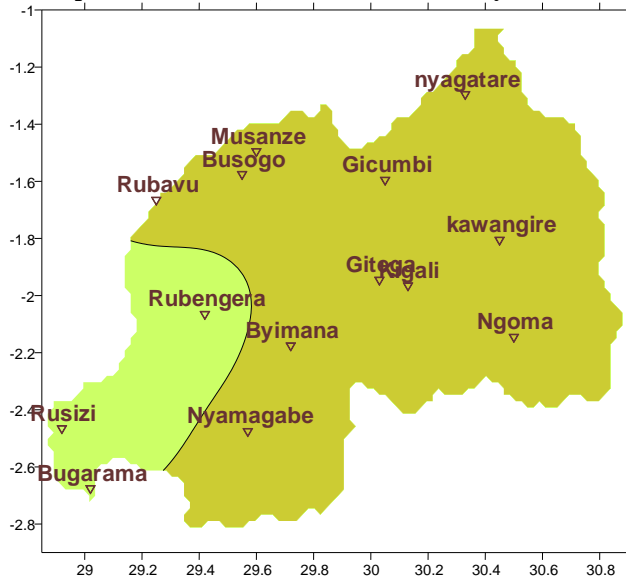 -1
nyagatare
-1.2
-1.4
Musanze
Busogo
Gicumbi
-1.6
Rubavu
kawangire
-1.8
Gitega
Kigali
-2
Rubengera
Ngoma
Byimana
-2.2
-2.4
Rusizi
Nyamagabe
-2.6
Bugarama
-2.8
29 29.2 29.4 29.6 29.8 30 30.2 30.4 30.6 30.8